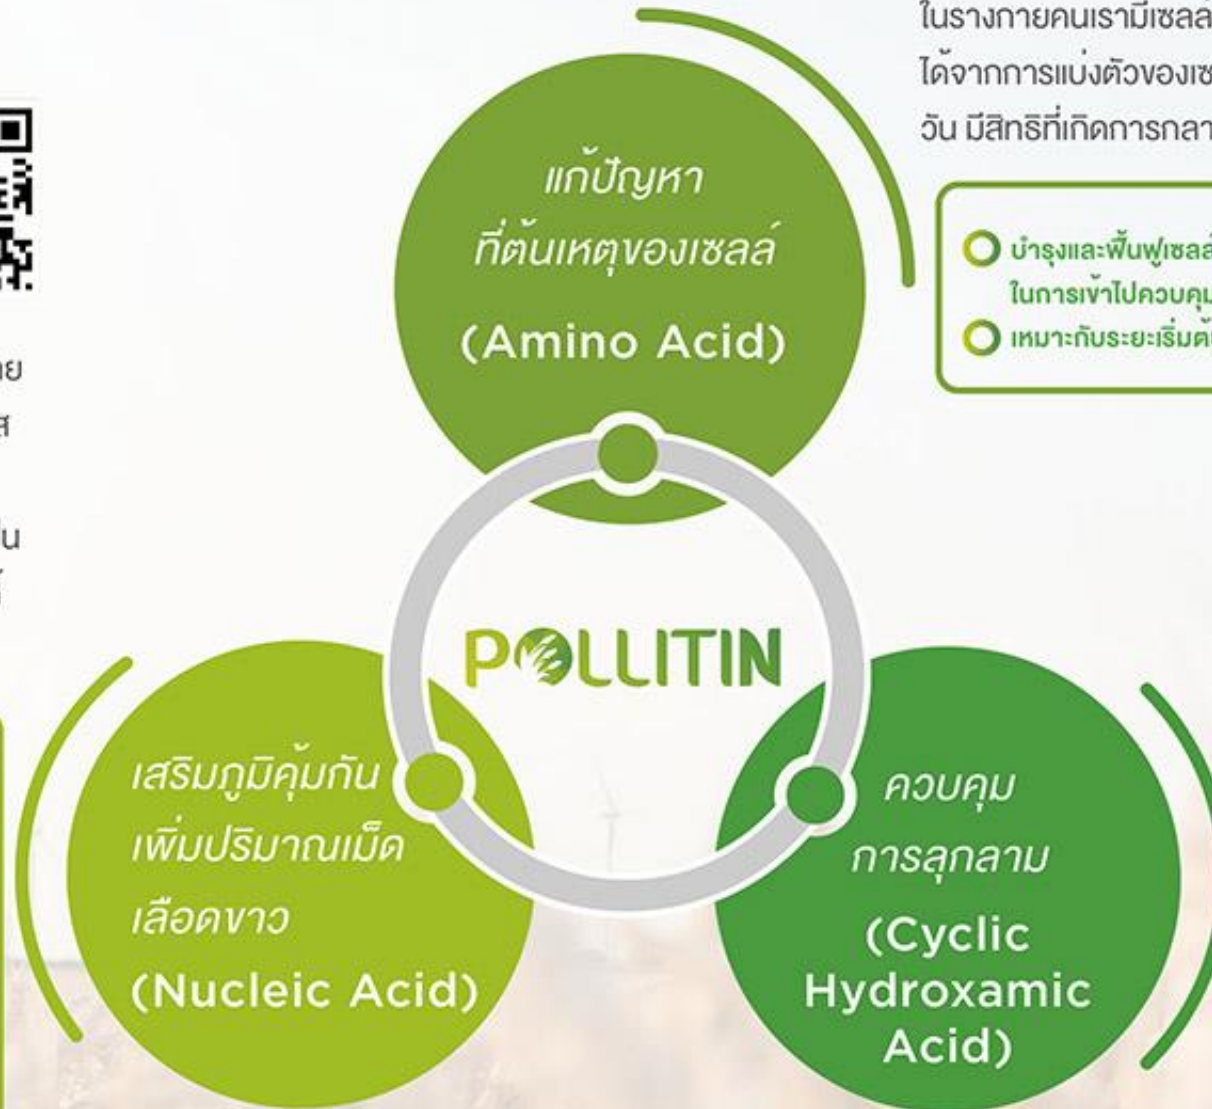 ในร่างกายคนเรามีเซลล์
ได้จากการแบ่งตัวของเซ
วัน มีสิทธิที่เกิดการกลา
แก้ปัญหา
ที่ต้นเหตุของเซลล์
(Amino Acid)
บำรุงและฟื้นฟูเซลล์
ในการเข้าไปควบคุม
เหมาะกับระยะเริ่มต้
POLLITIN
เสริมภูมิคุ้มกัน
เพิ่มปริมาณเม็ด
เลือดขาว
(Nucleic Acid)
ควบคุม
การลุกลาม
(Cyclic
Hydroxamic
Acid)